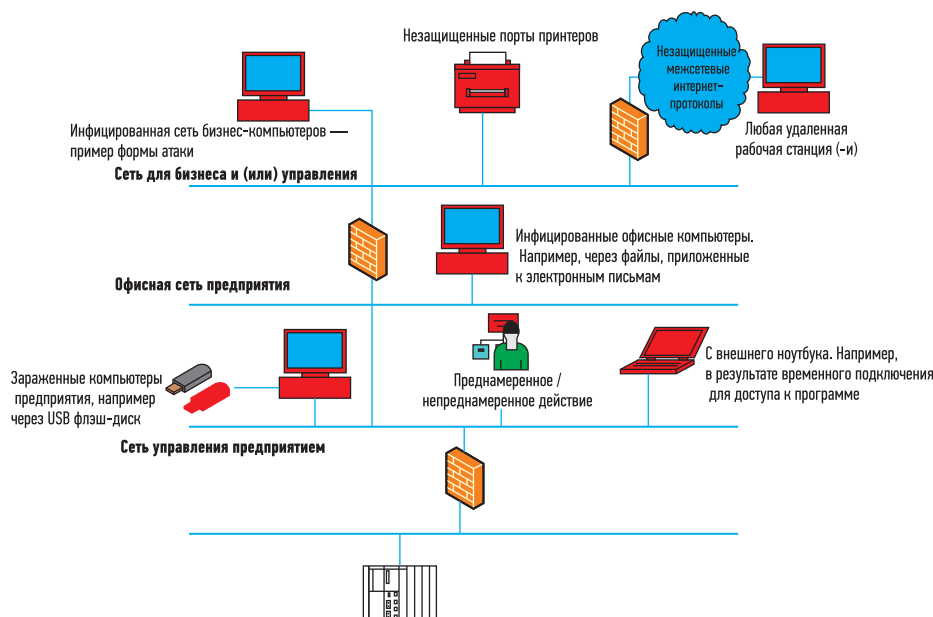 Незащищенные порты принтеров
Незащищенные
межсетевые
интернет-
протоколы
Инфицированная сеть бизнес-компьютеров —
пример формы атаки
Любая удаленная
рабочая станция (-и)
Сеть для бизнеса и (или) управления
Инфицированные офисные компьютеры.
Например, через файлы, приложенные
к электронным письмам
Офисная сеть предприятия
Зараженные компьютеры
предприятия, например
через USB флэш-диск
Преднамеренное /
непреднамеренное действие
С внешнего ноутбука. Например,
в результате временного подключения
для доступа к программе
Сеть управления предприятием